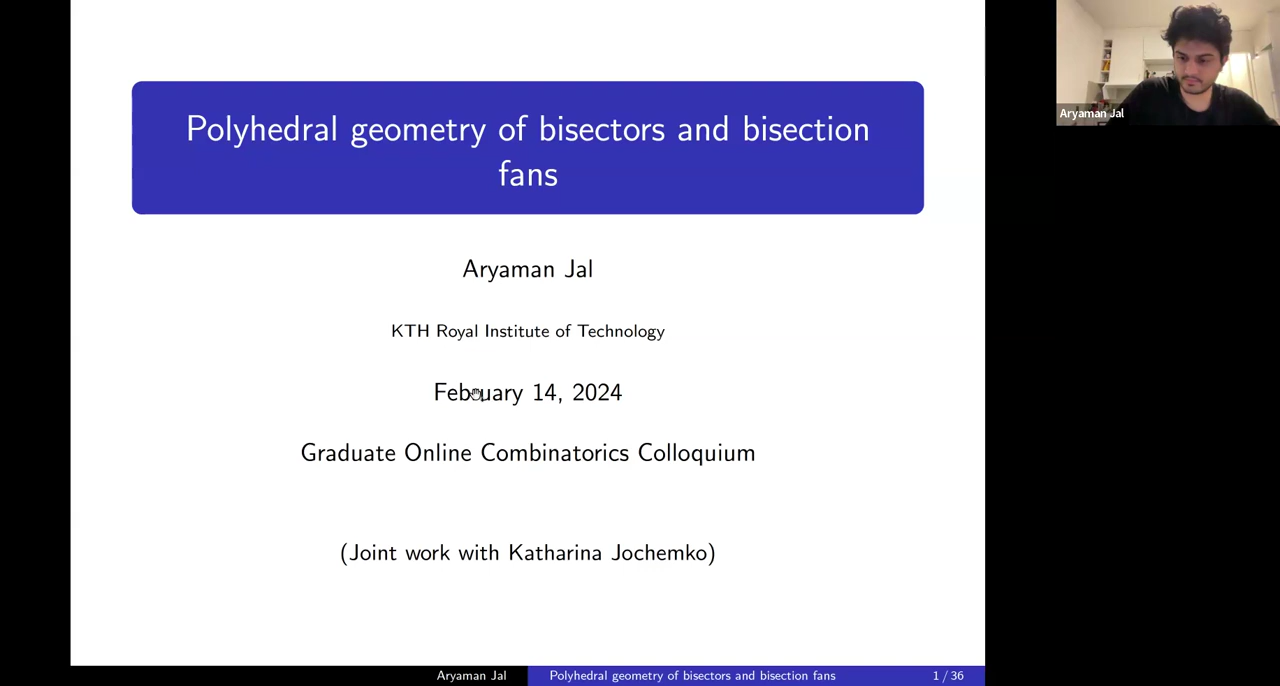 Polyhedral geometry of bisectors and bisection
fans
Aryaman Jal
KTH Royal Institute of Technology
February 14, 2024
Graduate Online Combinatorics Colloquium
(Joint work with Katharina Jochemko)
Aryaman Jal
Polyhedral geometry of bisectors and bisection fans
1 / 36
Aryaman Jal